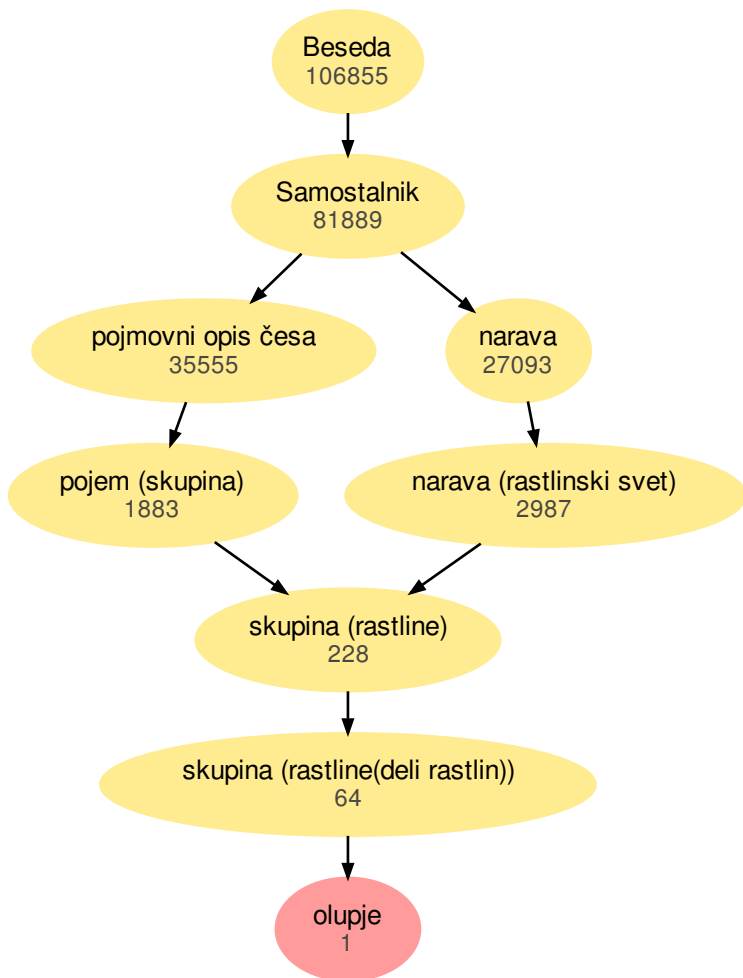 Beseda
106855
Samostalnik
81889
pojmovni opis česa
35555
narava
27093
pojem (skupina)
1883
narava (rastlinski svet)
2987
skupina (rastline)
228
skupina (rastline(deli rastlin))
64
olupje
1